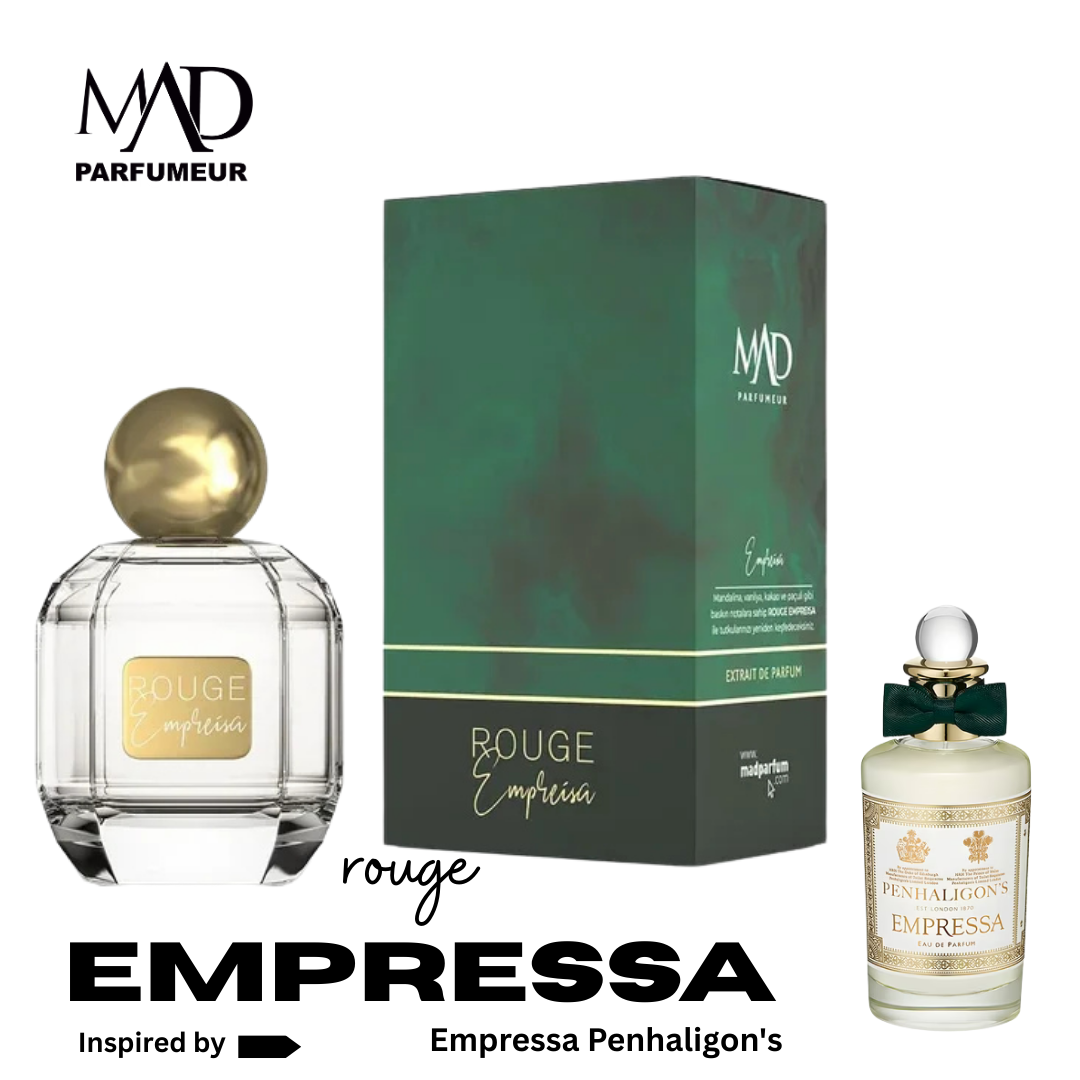 MAD
PARFUMEUR
MAD
PARFUMEUR
Empreisa
Mandalina, vanilya, kakao ve paçuli gibi
baskın notalara sahip ROUGE EMPREISA
ile tutkularınızı yeniden keşfedeceksiniz.
EXTRAIT DE PARFUM
ROUGE
Empreisa
www.
madparfum
.com
ROUGE
Empreisa
PENHALIGON'S
EST. LONDON 1870
EMPRESSA
EAU DE PARFUM
rouge
EMPRESSA
Inspired by
Empressa Penhaligon's